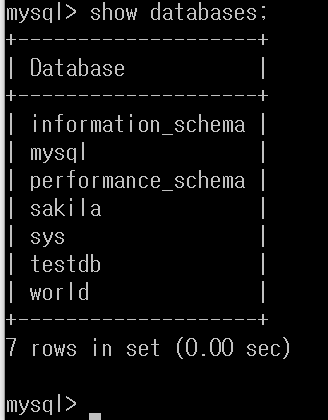 mysql> show databases;
+--------------------+
| Database           |
+--------------------+
| information_schema |
| mysql              |
| performance_schema |
| sakila             |
| sys                |
| testdb             |
| world              |
+--------------------+
7 rows in set (0.00 sec)
mysql> _